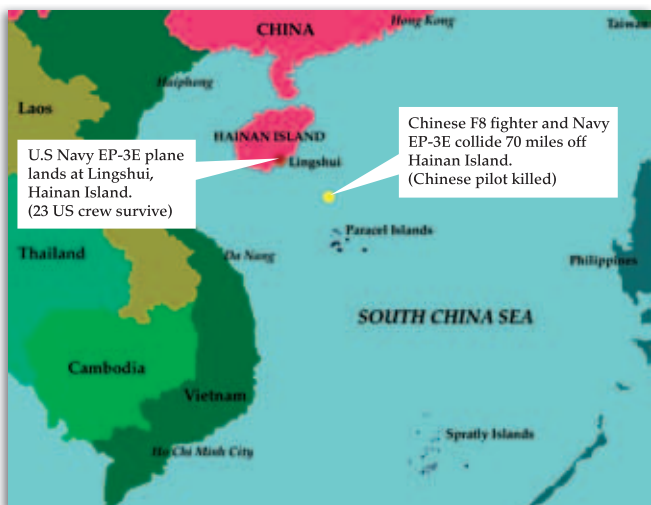 CHINA
Hong Kong
Taiwan
Haiphong
Laos
HAINAN ISLAND
Lingshui
U.S Navy EP-3E plane
lands at Lingshui,
Hainan Island.
(23 US crew survive)
Chinese F8 fighter and Navy
EP-3E collide 70 miles off
Hainan Island.
(Chinese pilot killed)
Paracel Islands
Thailand
Da Nang
Philippines
SOUTH CHINA SEA
Cambodia
Vietnam
Spratly Islands
Ho Chi Minh City